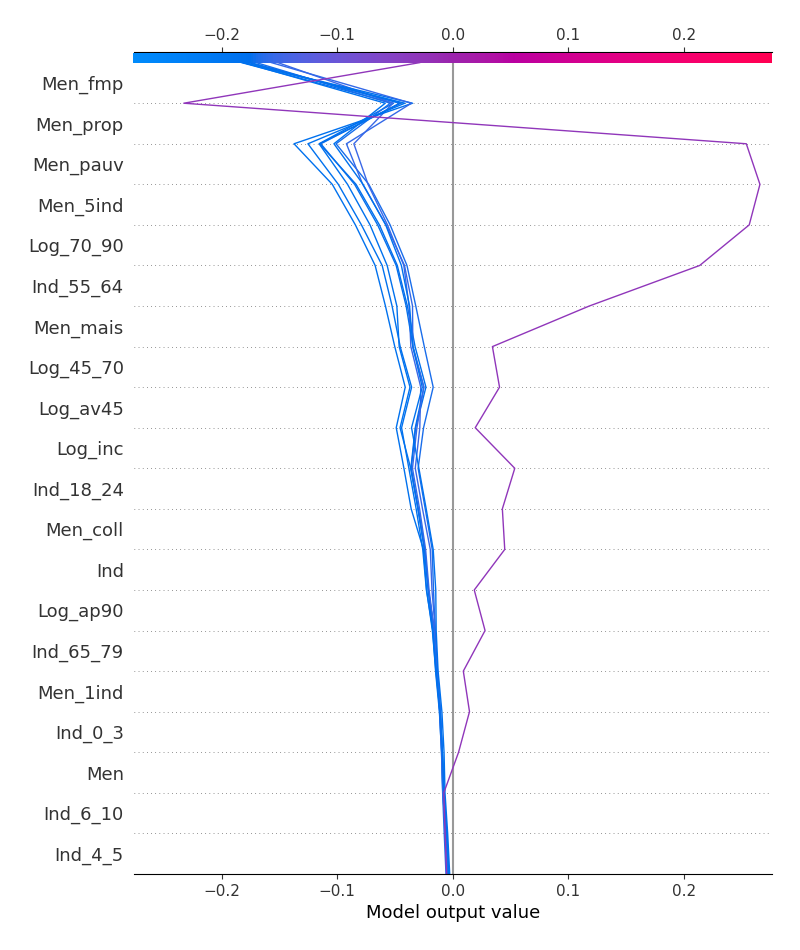 −0.2 −0.1 0.0 0.1 0.2
Men_fmp
Men_prop
Men_pauv
Men_5ind
Log_70_90
Ind_55_64
Men_mais
Log_45_70
Log_av45
Log_inc
Ind_18_24
Men_coll
Ind
Log_ap90
Ind_65_79
Men_1ind
Ind_0_3
Men
Ind_6_10
Ind_4_5
−0.2 −0.1 0.0 0.1 0.2
Model output value